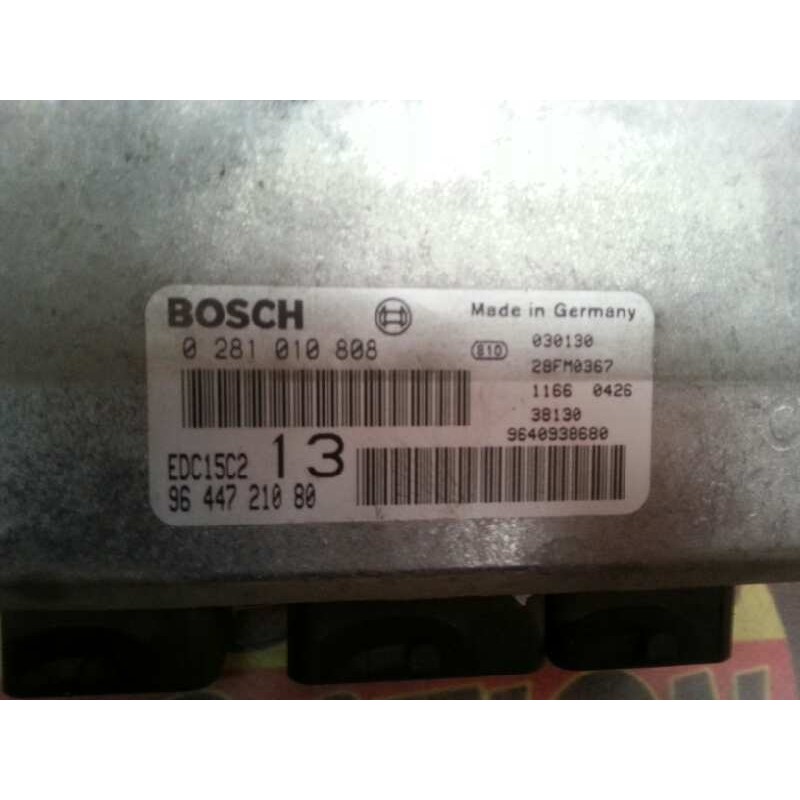 BOSCH
Made in Germany
0 281 010 808
810
030130
28FM0367
1166 0426
38130
9640938680
EDC15C2 13
96 447 210 80